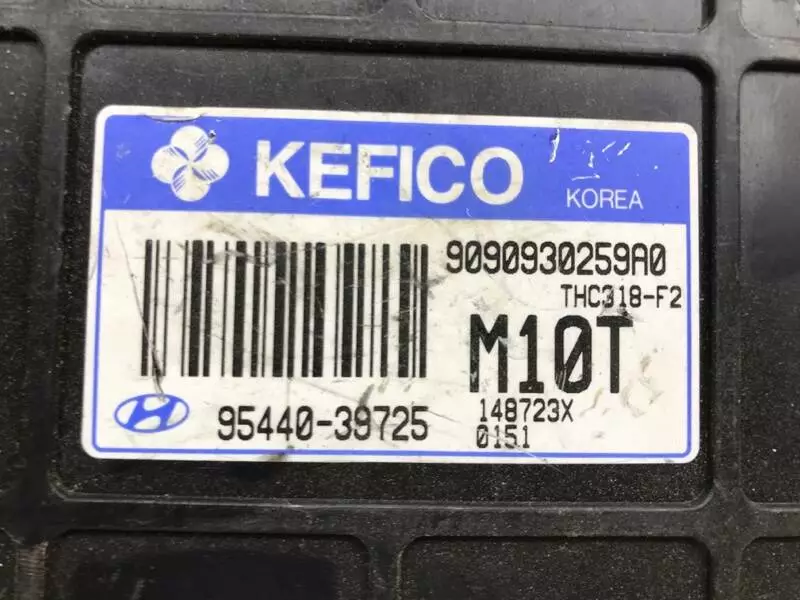 KEFICO
KOREA
9090930259A0
THC318-F2
M10T
95440-39725
148723X
0151